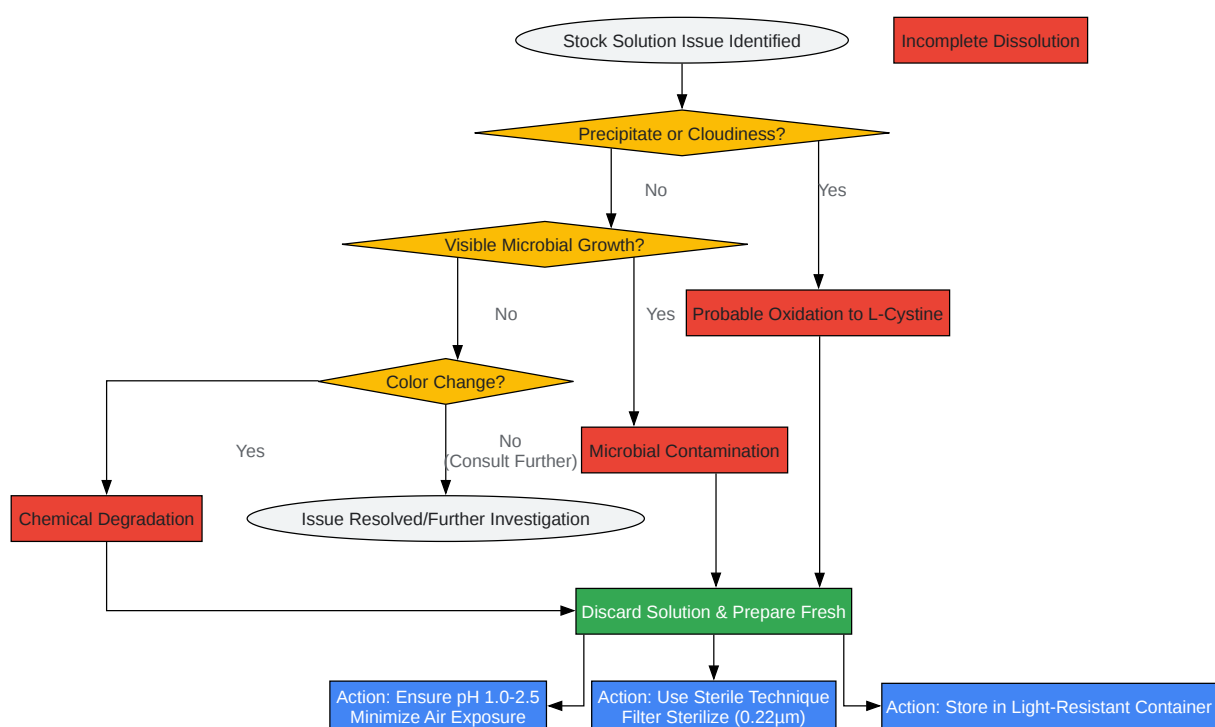 Stock Solution Issue Identified
Incomplete Dissolution
Precipitate or Cloudiness?
No
Yes
Visible Microbial Growth?
Probable Oxidation to L-Cystine
No
Yes
Color Change?
Yes
No
(Consult Further)
Microbial Contamination
Chemical Degradation
Issue Resolved/Further Investigation
Discard Solution & Prepare Fresh
Action: Ensure pH 1.0-2.5
Minimize Air Exposure
Action: Use Sterile Technique
Filter Sterilize (0.22µm)
Action: Store in Light-Resistant Container